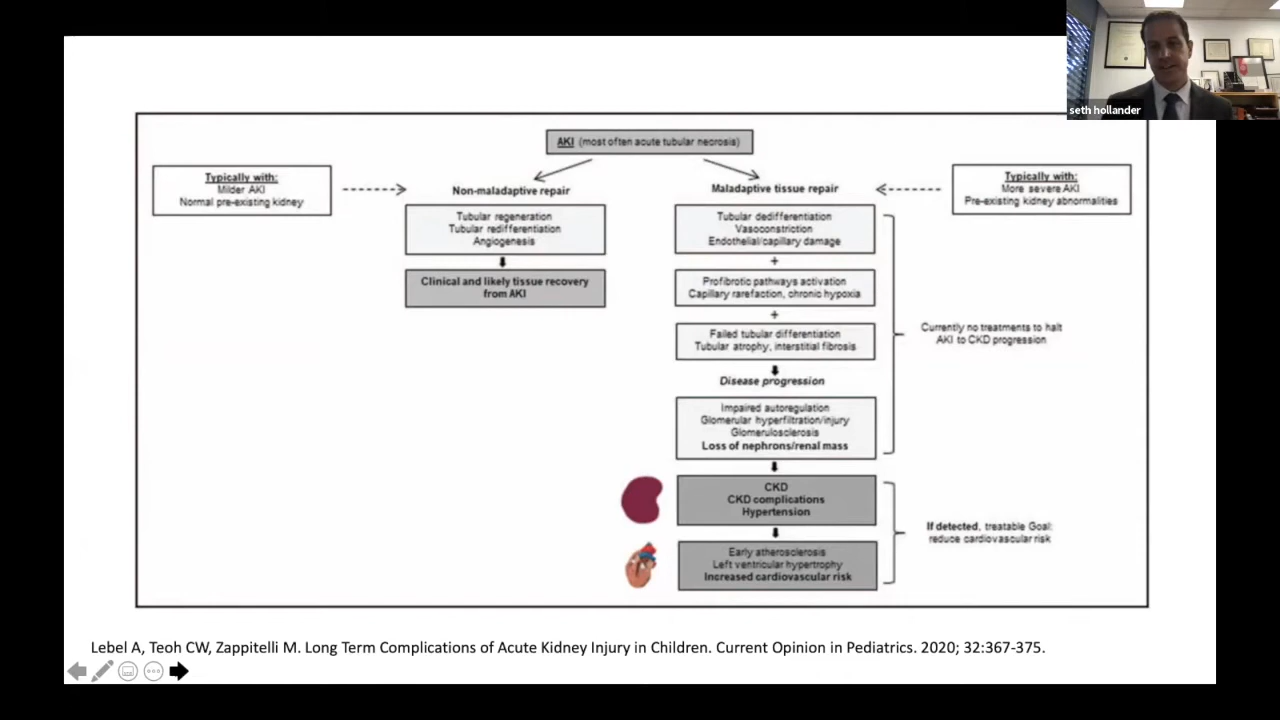 seth hollander
AKI (most often acute tubular necrosis)
Typically with:
Milder AKI
Normal pre-existing kidney
Non-maladaptive repair
Maladaptive tissue repair
Typically with:
More severe AKI
Pre-existing kidney abnormalities
Tubular regeneration
Tubular redifferentiation
Angiogenesis
Clinical and likely tissue recovery
from AKI
Tubular dedifferentiation
Vasoconstriction
Endothelial/capillary damage
+
Profibrotic pathways activation
Capillary rarefaction, chronic hypoxia
+
Failed tubular differentiation
Tubular atrophy, interstitial fibrosis
Currently no treatments to halt
AKI to CKD progression
Disease progression
Impaired autoregulation
Glomerular hyperfiltration/injury
Glomerulosclerosis
Loss of nephrons/renal mass
CKD
CKD complications
Hypertension
If detected, treatable Goal:
reduce cardiovascular risk
Early atherosclerosis
Left ventricular hypertrophy
Increased cardiovascular risk
Lebel A, Teoh CW, Zappitelli M. Long Term Complications of Acute Kidney Injury in Children. Current Opinion in Pediatrics. 2020; 32:367-375.